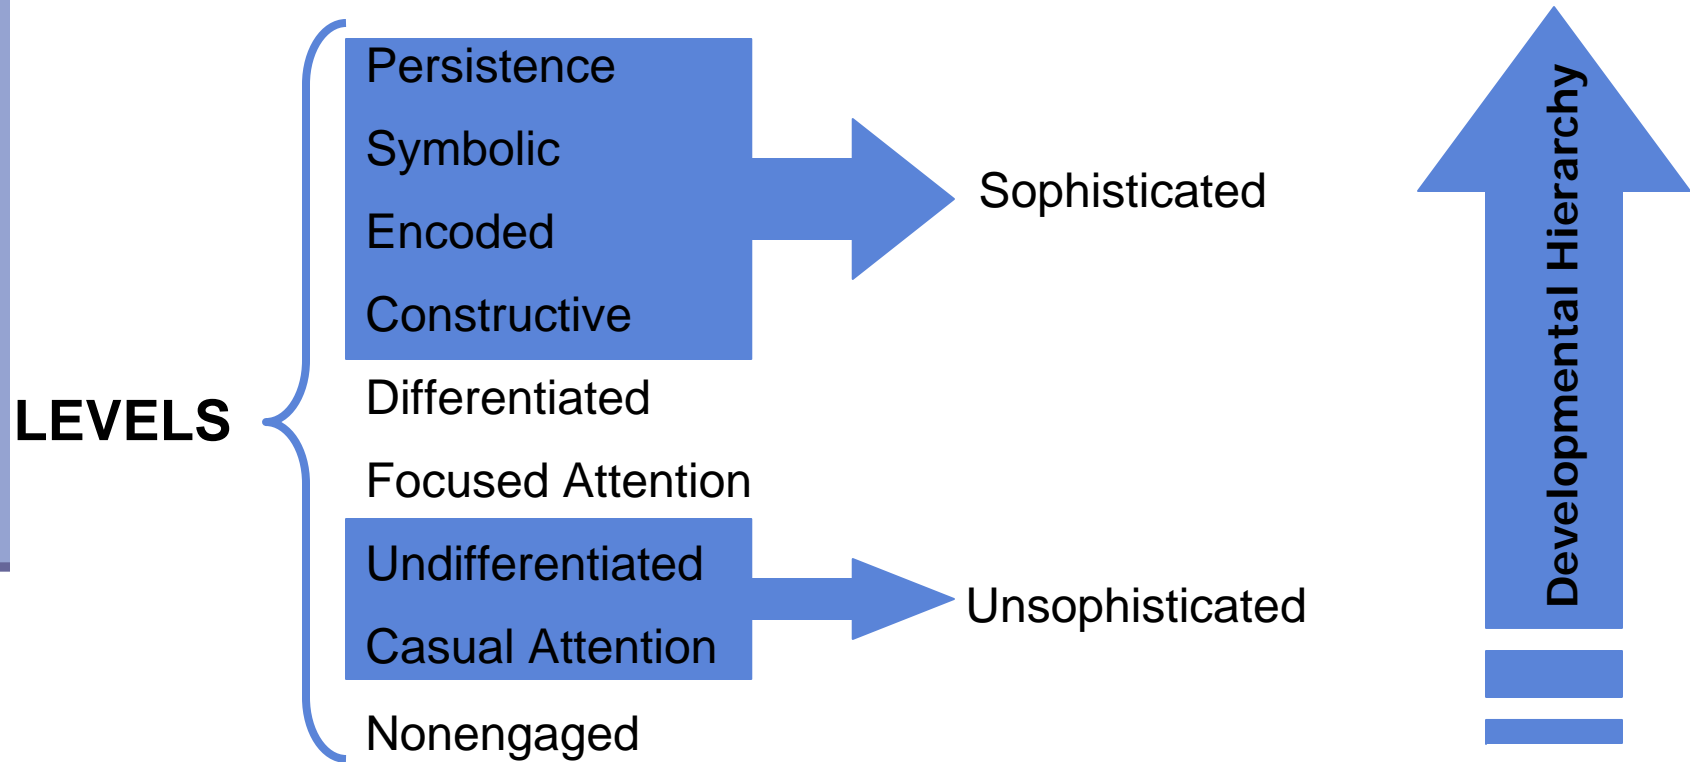 Persistence
Symbolic
Encoded
Constructive
Differentiated
Focused Attention
Undifferentiated
Casual Attention
Nonengaged
LEVELS
Sophisticated
Unsophisticated
Developmental Hierarchy